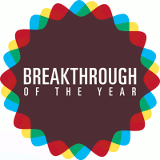 BREAKTHROUGH
OF THE YEAR